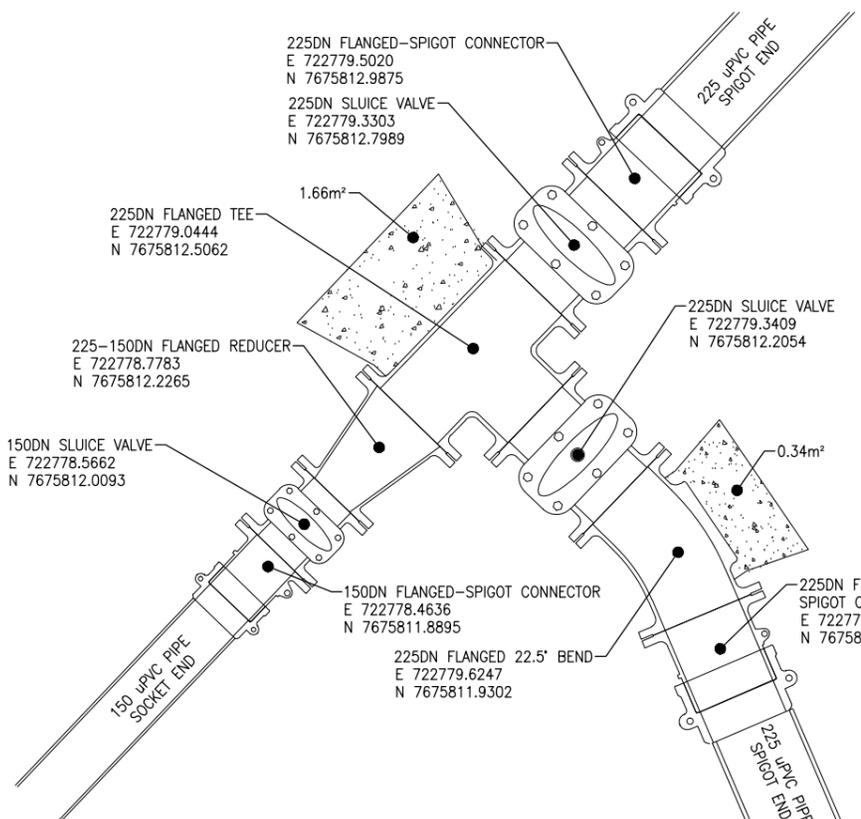 225DN FLANGED-SPIGOT CONNECTOR
E 722779.5020
N 7675812.9875
225DN SLUICE VALVE
E 722779.3303
N 7675812.7989
225 uPVC PIPE
SPIGOT END
1.66m²
225DN FLANGED TEE
E 722779.0444
N 7675812.5062
225DN SLUICE VALVE
E 722779.3409
N 7675812.2054
225-150DN FLANGED REDUCER
E 722778.7783
N 7675812.2265
150DN SLUICE VALVE
E 722778.5662
N 7675812.0093
0.34m²
150DN FLANGED-SPIGOT CONNECTOR
E 722778.4636
N 7675811.8895
225DN F
SPIGOT
E 72277
N 76758
225DN FLANGED 22.5° BEND
E 722779.6247
N 7675811.9302
150 uPVC PIPE
SOCKET END
225 uPVC PIPE
SPIGOT END